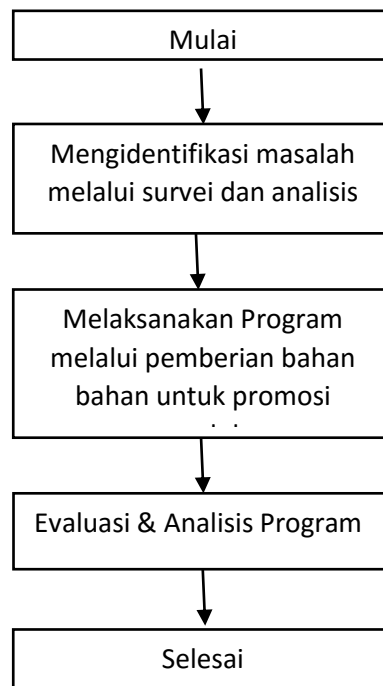 Mulai
Mengidentifikasi masalah
melalui survei dan analisis
Melaksanakan Program
melalui pemberian bahan
bahan untuk promosi
Evaluasi & Analisis Program
Selesai